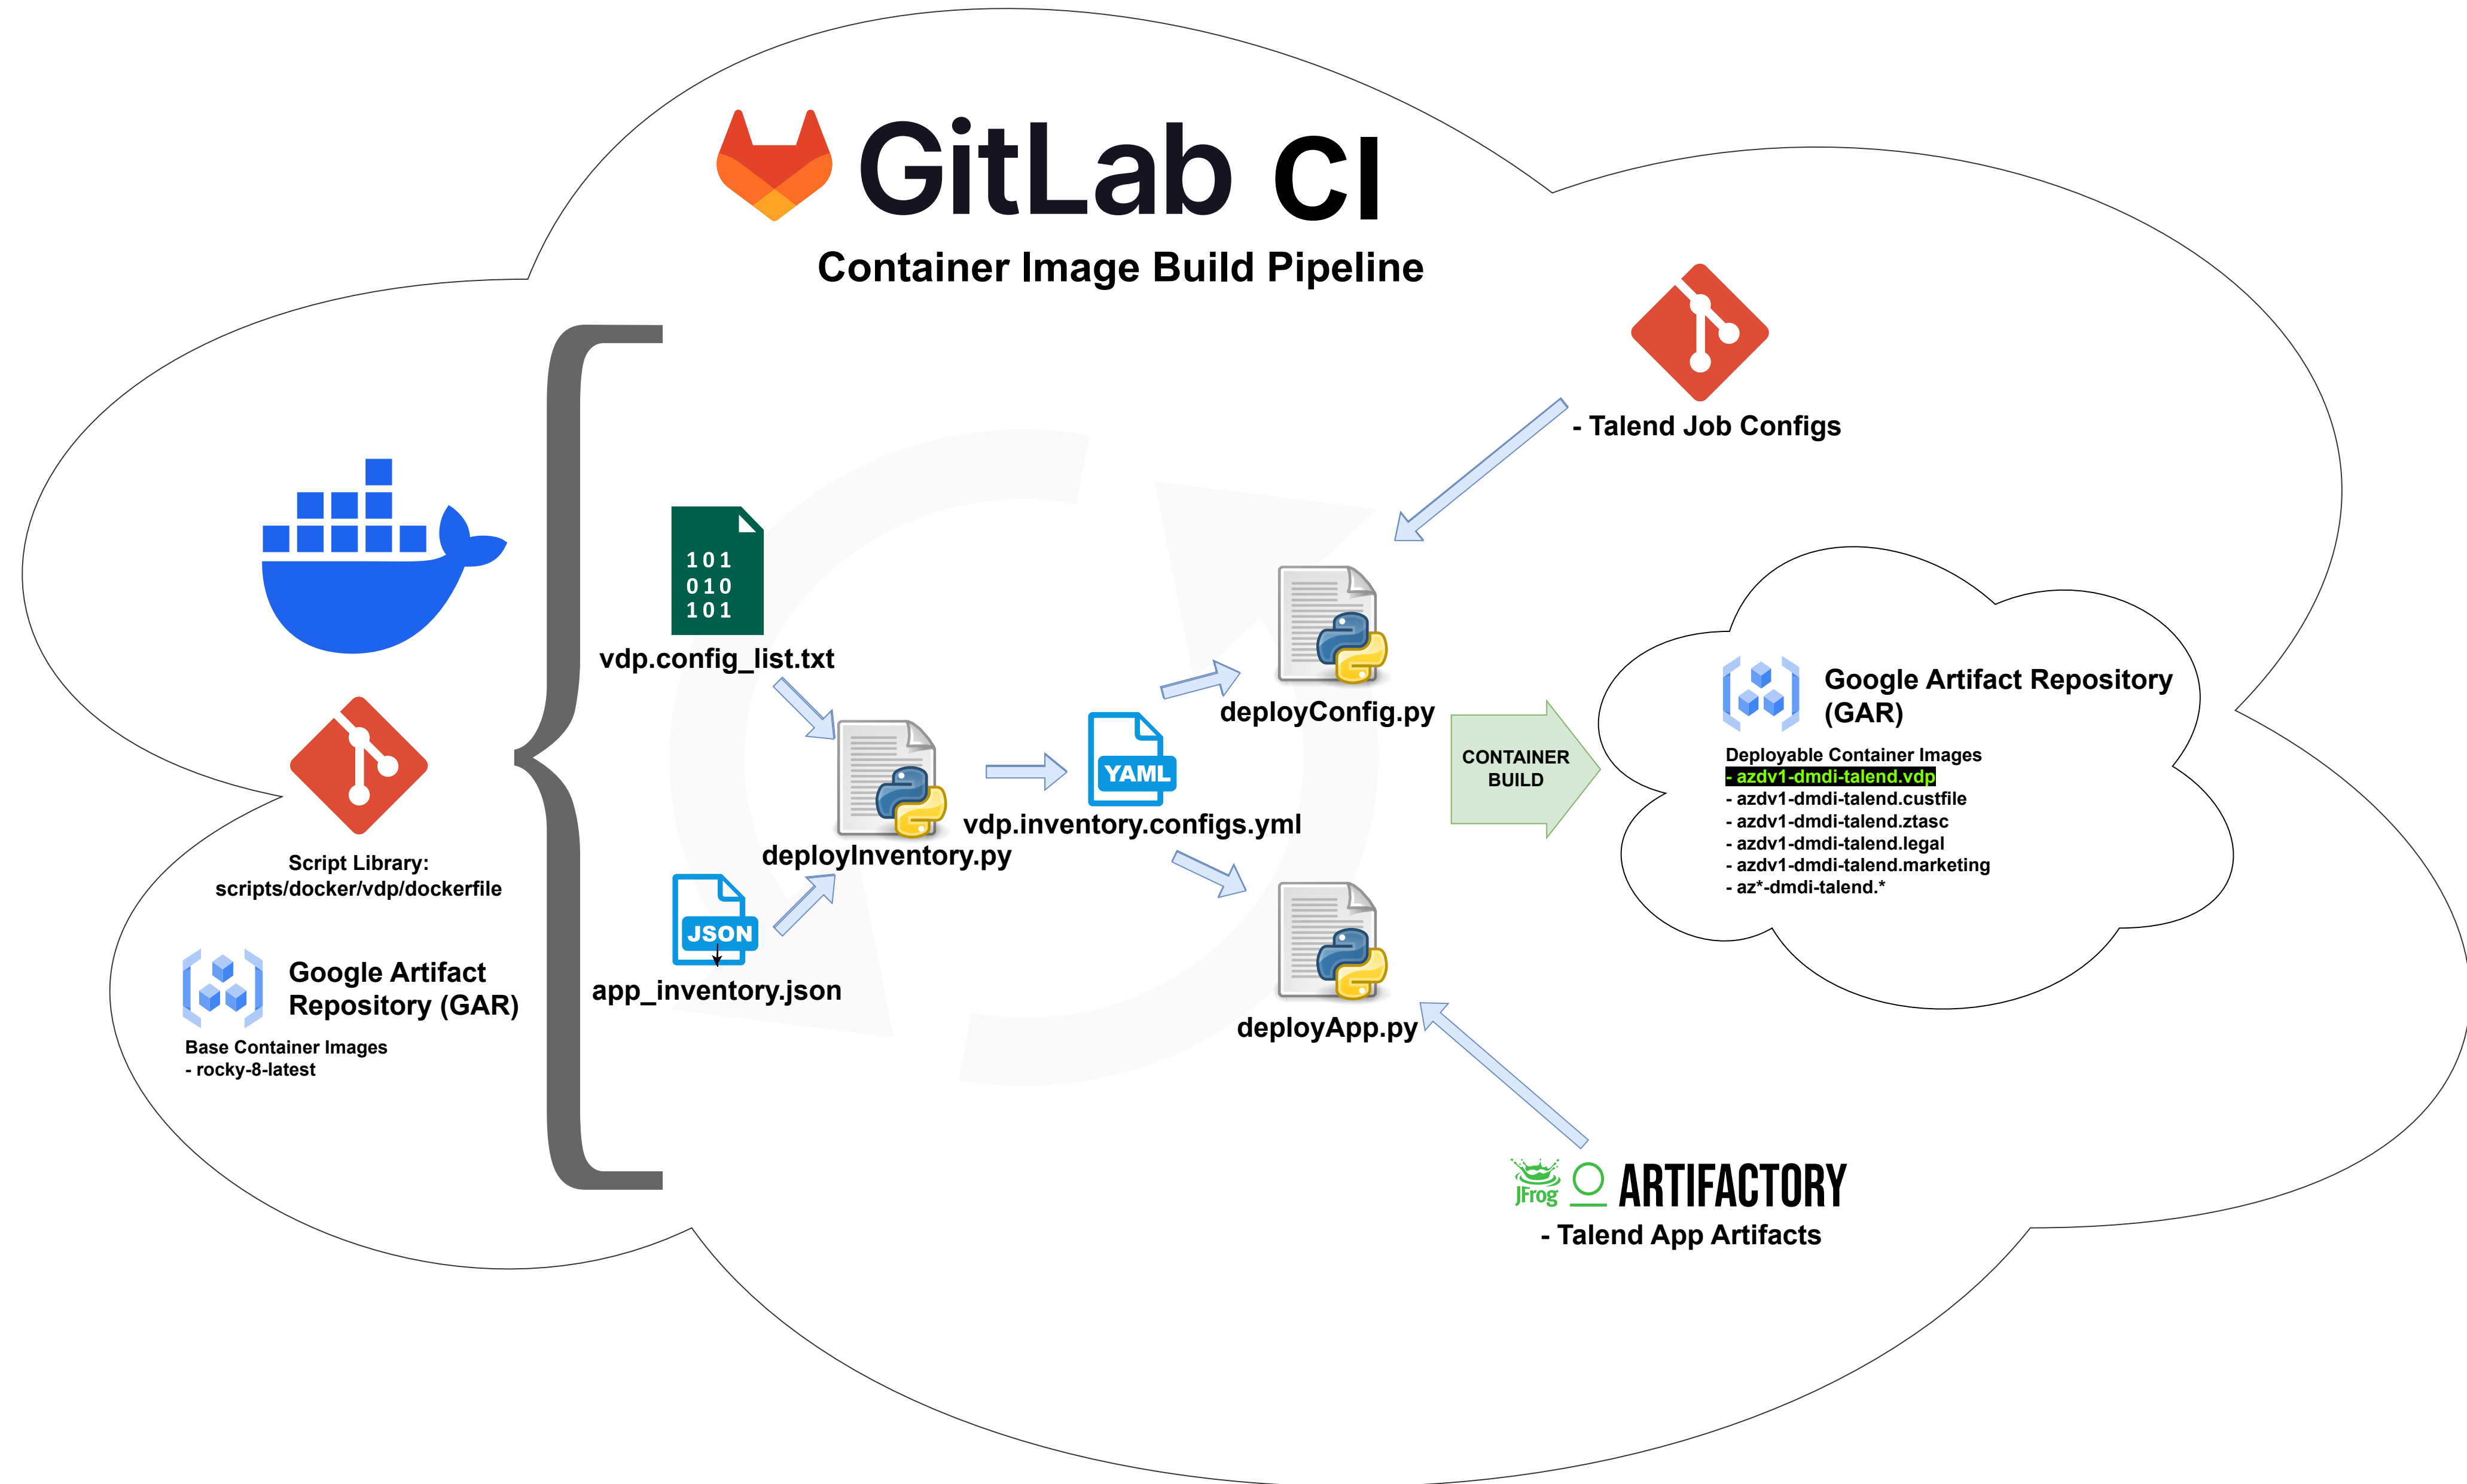 GitLab CI
Container Image Build Pipeline
- Talend Job Configs
101
010
101
vdp.config_list.txt
deployConfig.py
Google Artifact Repository
(GAR)
Deployable Container Images
- azdv1-dmdi-talend.vdp
- azdv1-dmdi-talend.custfile
- azdv1-dmdi-talend.ztasc
- azdv1-dmdi-talend.legal
- azdv1-dmdi-talend.marketing
- az*-dmdi-talend.*
CONTAINER
BUILD
YAML
vdp.inventory.configs.yml
deployInventory.py
Script Library:
scripts/docker/vdp/dockerfile
JSON
app_inventory.json
Google Artifact
Repository (GAR)
Base Container Images
- rocky-8-latest
deployApp.py
JFrog ARTIFACTORY
- Talend App Artifacts